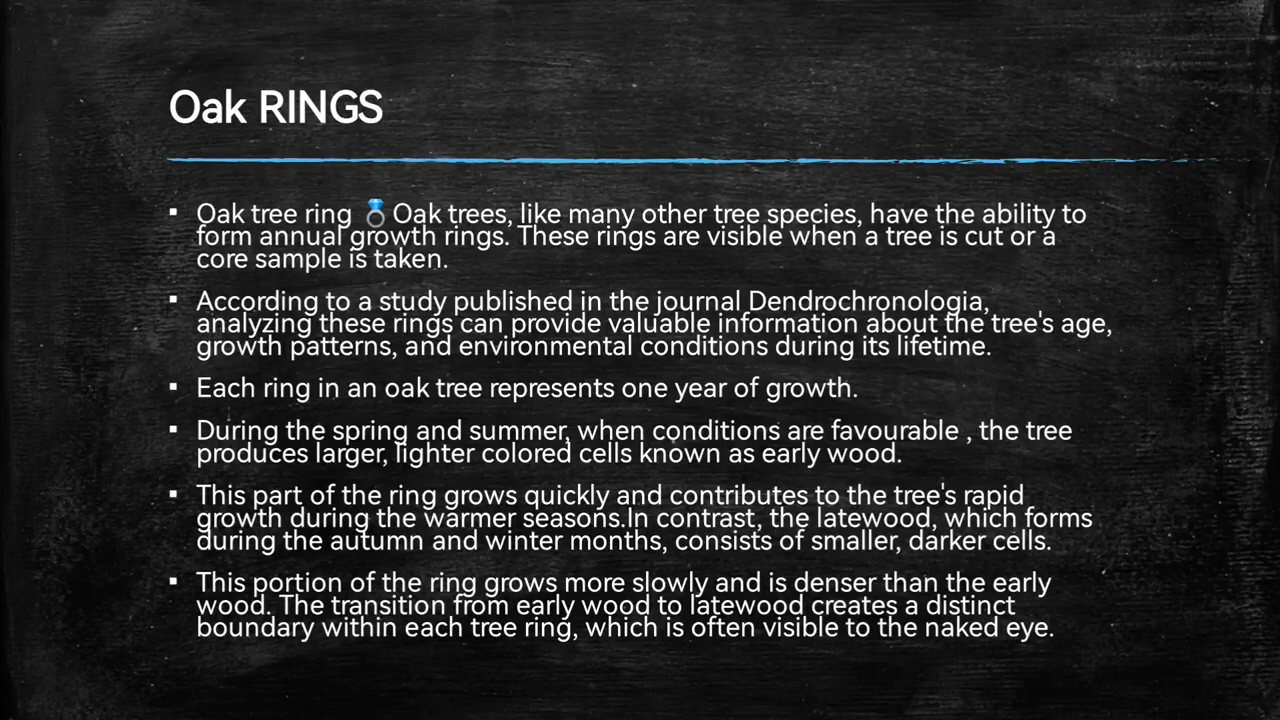 Oak RINGS
▪ Oak tree ring 💍Oak trees, like many other tree species, have the ability to
form annual growth rings. These rings are visible when a tree is cut or a
core sample is taken.
▪ According to a study published in the journal Dendrochronologia,
analyzing these rings can provide valuable information about the tree's age,
growth patterns, and environmental conditions during its lifetime.
▪ Each ring in an oak tree represents one year of growth.
▪ During the spring and summer, when conditions are favourable , the tree
produces larger, lighter colored cells known as early wood.
▪ This part of the ring grows quickly and contributes to the tree's rapid
growth during the warmer seasons.In contrast, the latewood, which forms
during the autumn and winter months, consists of smaller, darker cells.
▪ This portion of the ring grows more slowly and is denser than the early
wood. The transition from early wood to latewood creates a distinct
boundary within each tree ring, which is often visible to the naked eye.